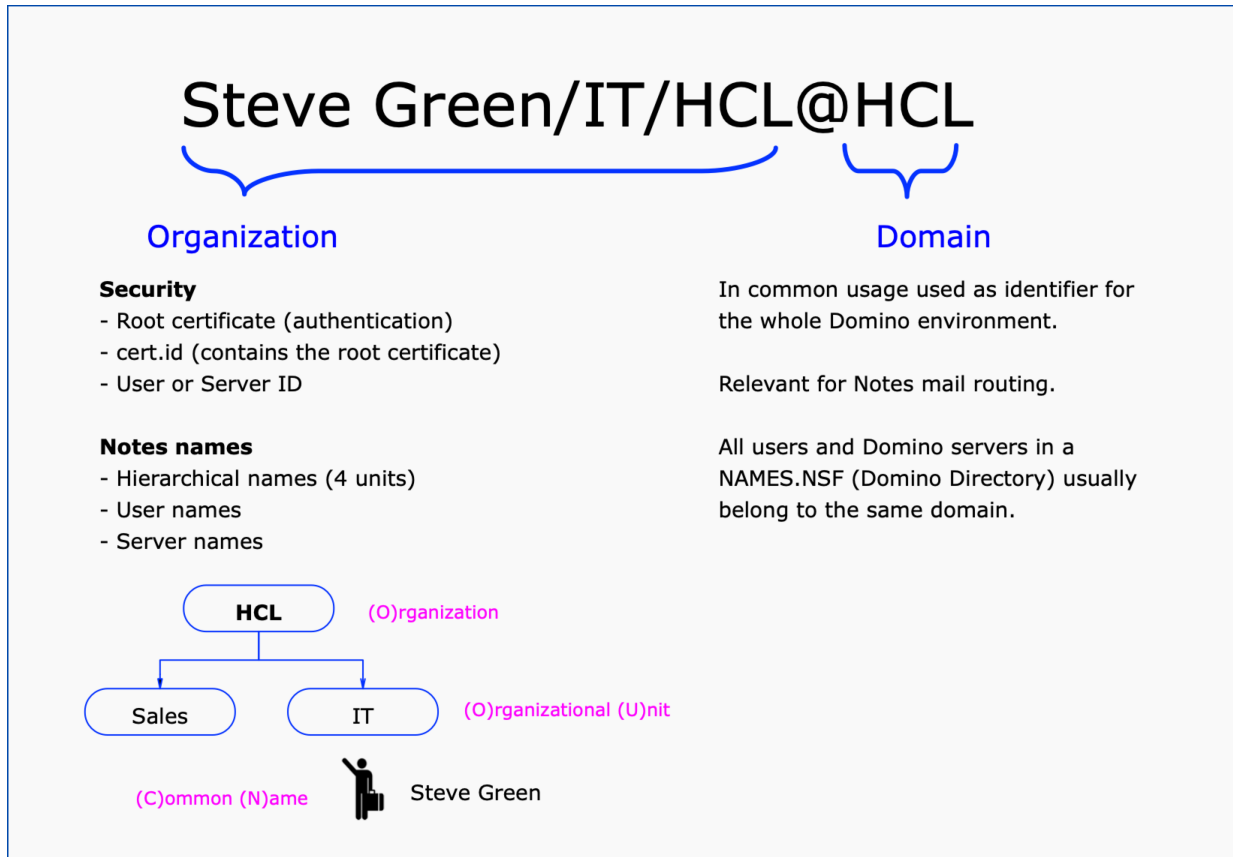 Steve Green/IT/HCL@HCL
Organization
Security
- Root certificate (authentication)
- cert.id (contains the root certificate)
- User or Server ID
Notes names
- Hierarchical names (4 units)
- User names
- Server names
Domain
In common usage used as identifier for
the whole Domino environment.
Relevant for Notes mail routing.
All users and Domino servers in a
NAMES.NSF (Domino Directory) usually
belong to the same domain.
HCL
(O)rganization
Sales
IT
(O)rganizational (U)nit
(C)ommon (N)ame
Steve Green